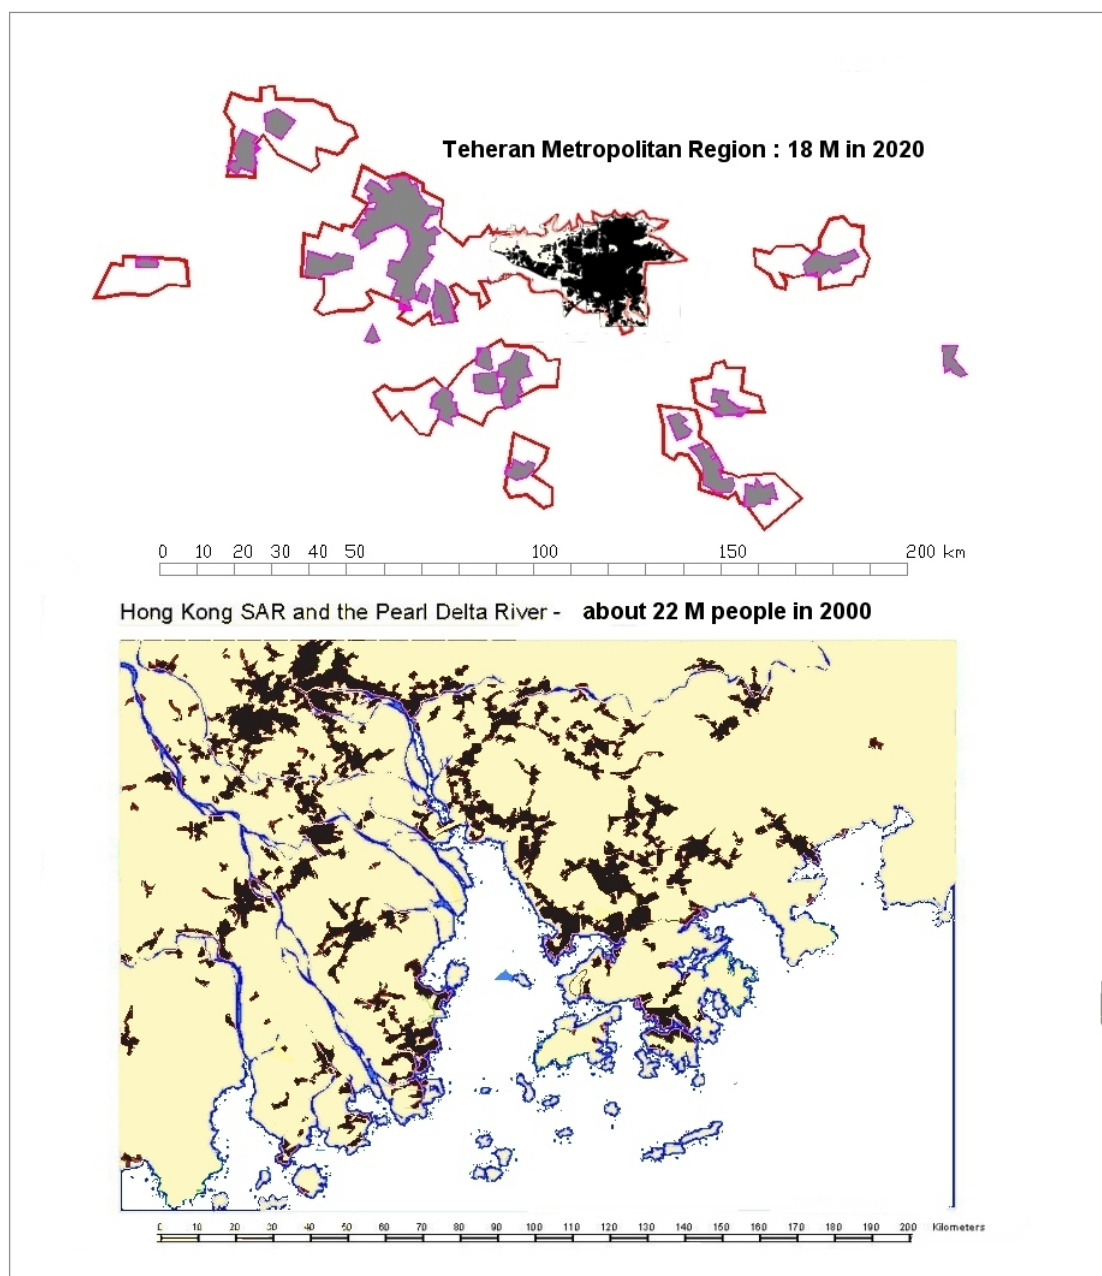 Teheran Metropolitan Region : 18 M in 2020
0 10 20 30 40 50 100 150 200 km
Hong Kong SAR and the Pearl Delta River - about 22 M people in 2000
0 10 20 30 40 50 60 70 80 90 100 110 120 130 140 150 160 170 180 190 200 Kilometers